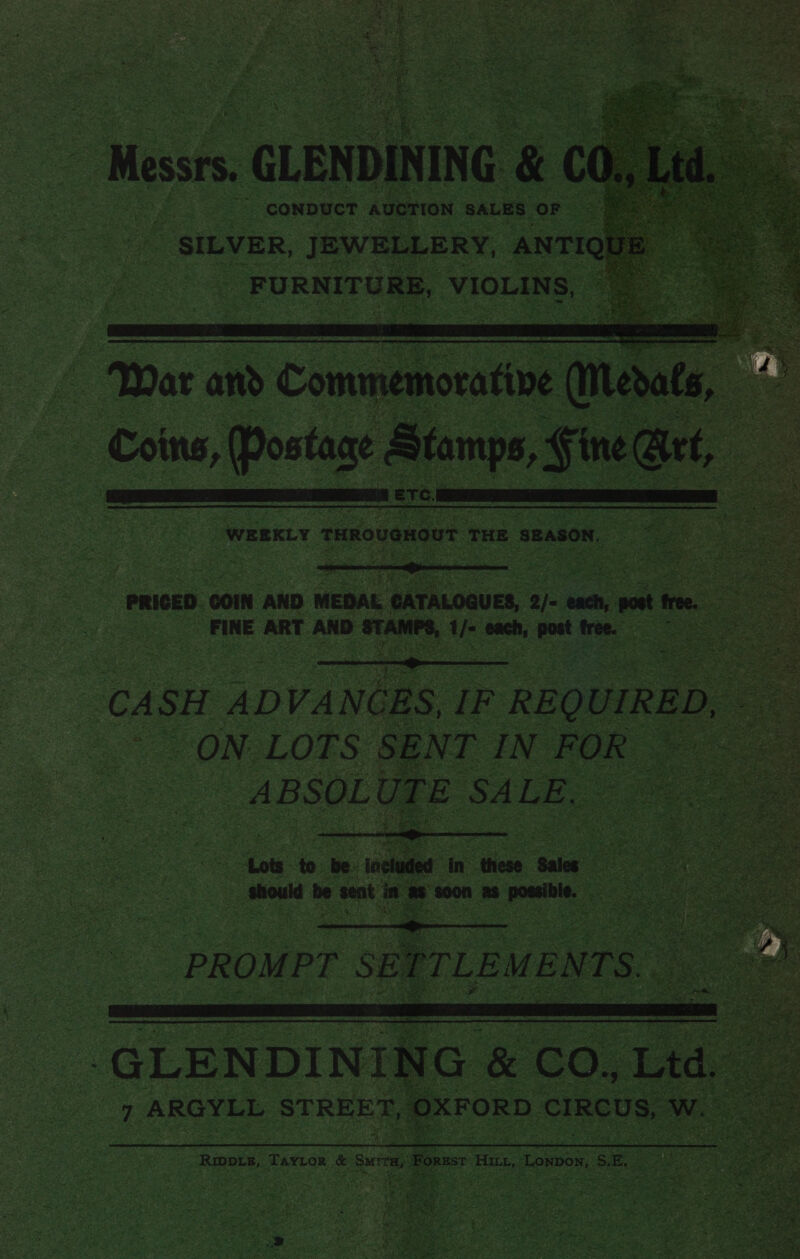 Messrs. GLENDINING & CO., Ltd.
CONDUCT AUCTION SALES OF
SILVER, JEWELLERY, ANTIQUE
FURNITURE, VIOLINS,
War and Commemorative Medals,
Coins, Postage Stamps, Fine Art,
ETC.
WEEKLY THROUGHOUT THE SEASON.
PRICED COIN AND MEDAL CATALOGUES, 2/- each, post free.
FINE ART AND STAMPS, 1/- each, post free.
CASH ADVANCES, IF REQUIRED,
ON LOTS SENT IN FOR
ABSOLUTE SALE.
Lots to be included in these Sales
should be sent in as soon as possible.
PROMPT SETTLEMENTS.
GLENDINING & CO., Ltd.
7 ARGYLL STREET, OXFORD CIRCUS, W.
RIDDLE, TAYLOR & SMITH, FOREST HILL, LONDON, S.E.